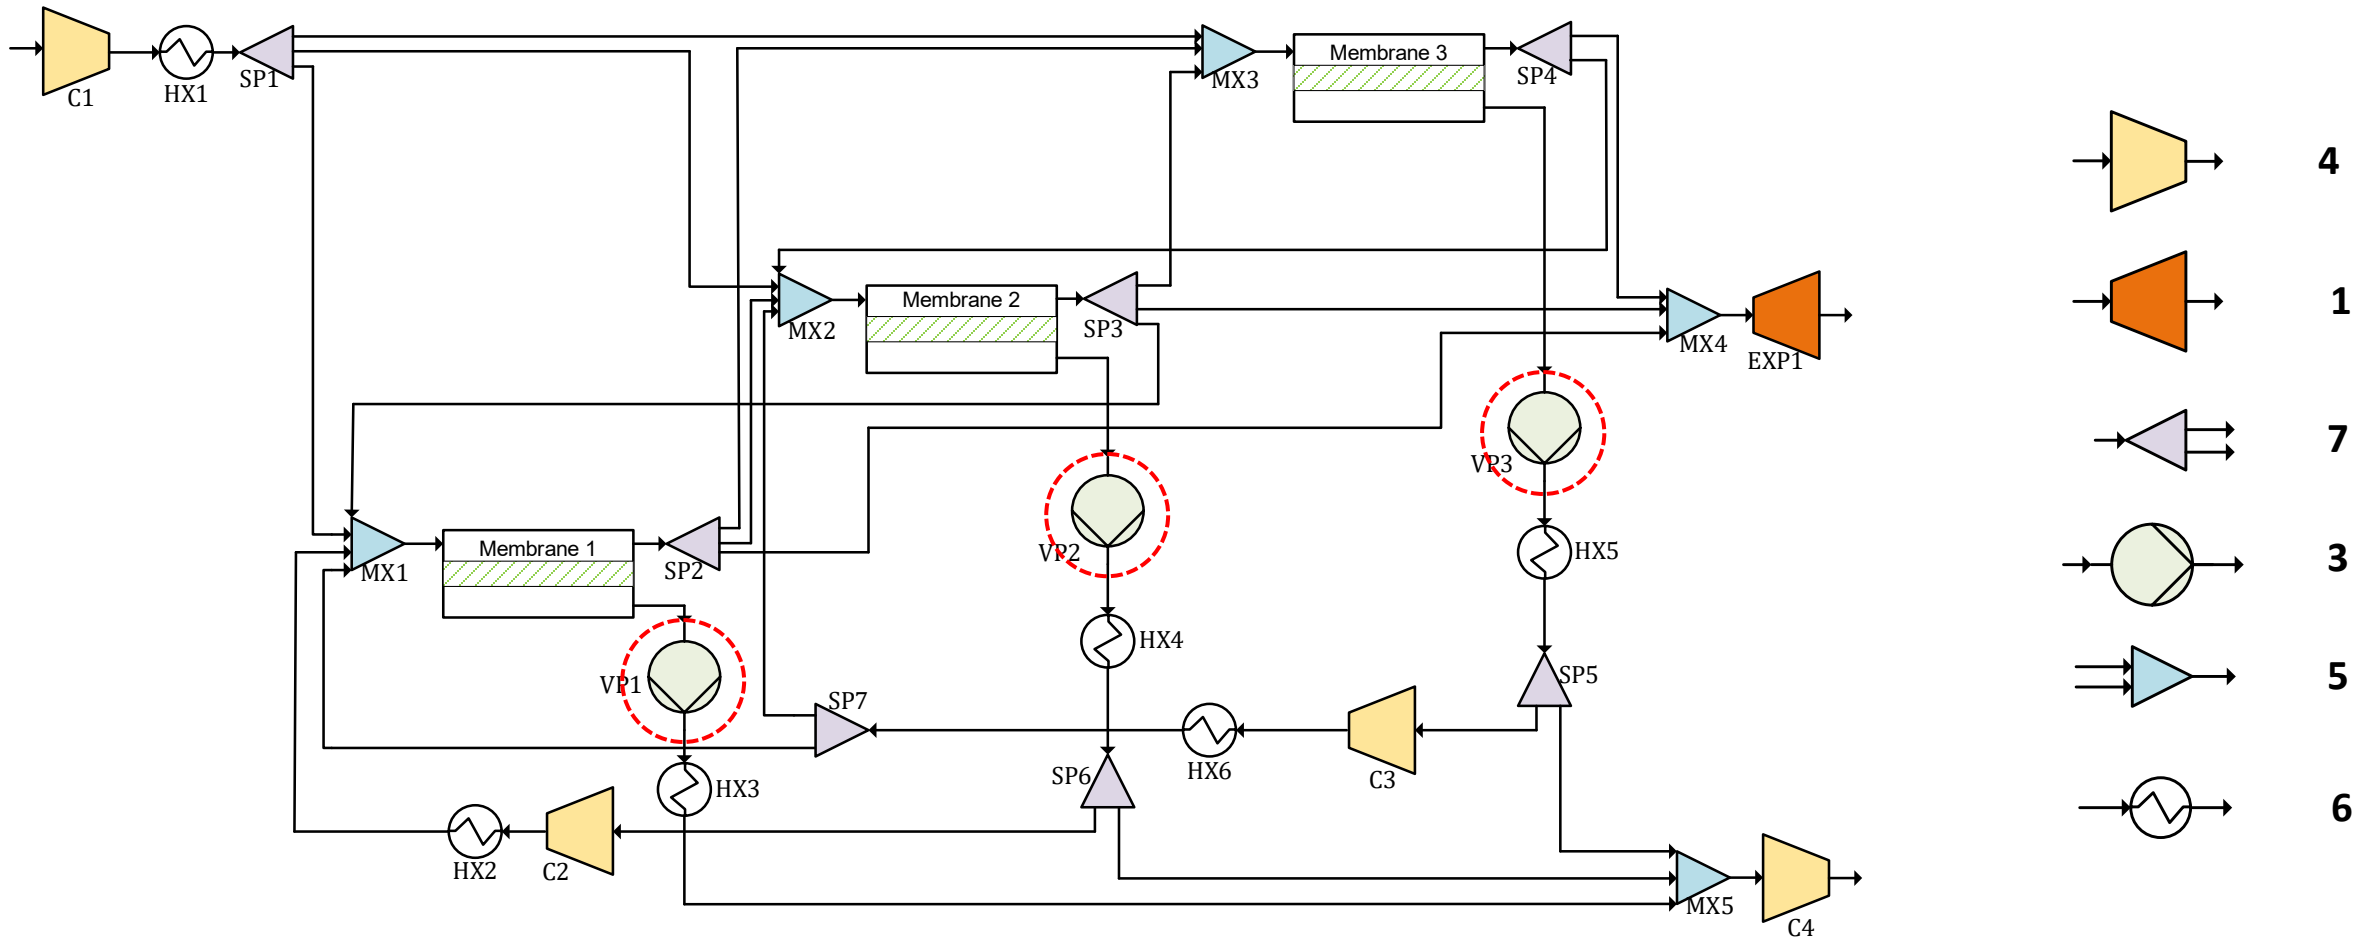 C1
HX1
SP1
MX3
Membrane 3
SP4
4
MX2
Membrane 2
SP3
MX4
EXP1
1
7
VP3
MX1
Membrane 1
SP2
VP2
HX5
3
VP1
HX4
SP7
SP5
5
HX3
SP6
HX6
C3
HX2
C2
MX5
C4
6